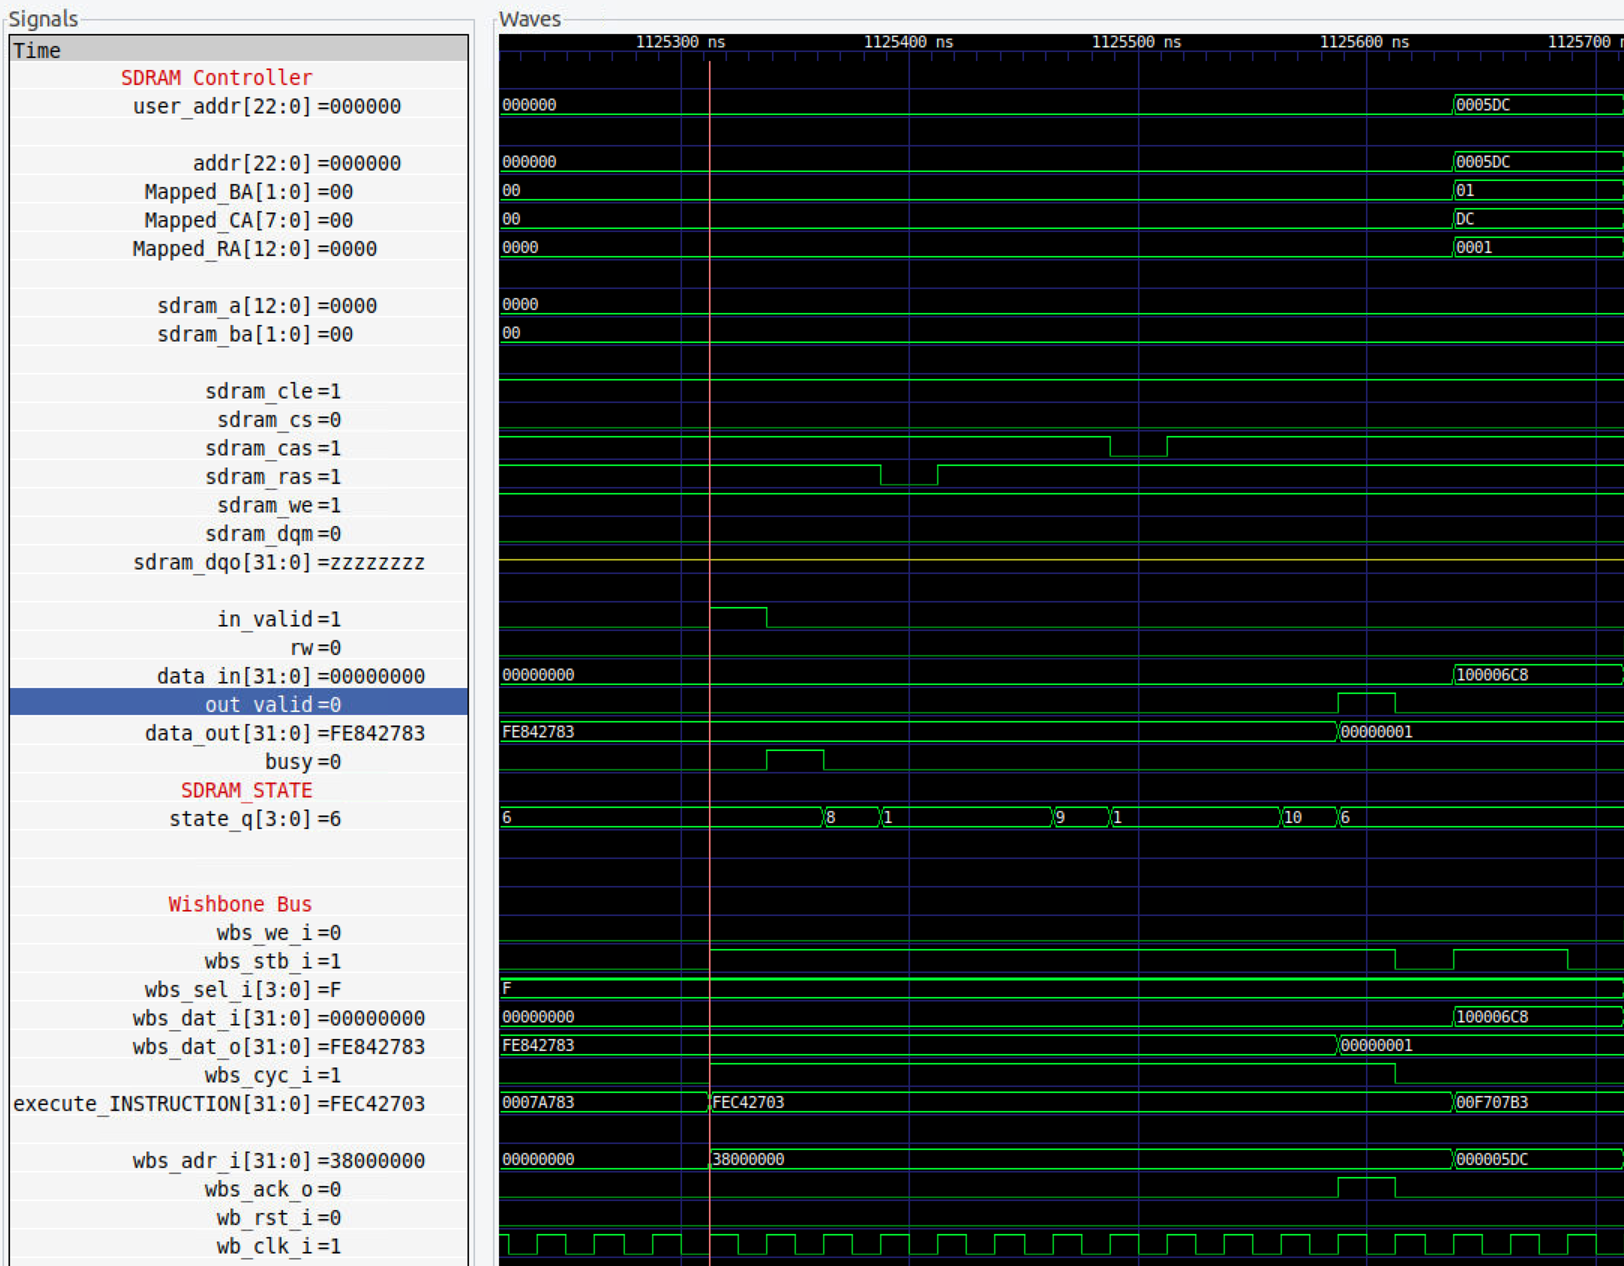 Signals
Waves
Time
1125300 ns 1125400 ns 1125500 ns 1125600 ns 1125700 n
SDRAM Controller
user_addr[22:0]=000000 000000 0005DC
addr[22:0]=000000 000000 0005DC
Mapped_BA[1:0]=00 00 01
Mapped_CA[7:0]=00 00 DC
Mapped_RA[12:0]=0000 0000 0001
sdram_a[12:0]=0000 0000
sdram_ba[1:0]=00 00
sdram_cle=1
sdram_cs=0
sdram_cas=1
sdram_ras=1
sdram_we=1
sdram_dqm=0
sdram_dqo[31:0]=zzzzzzzz
in_valid=1
rw=0
data in[31:0]=00000000 00000000 100006C8
out valid=0
data_out[31:0]=FE842783 FE842783 00000001
busy=0
SDRAM_STATE
state_q[3:0]=6 6 8 1 9 1 10 6
Wishbone Bus
wbs_we_i=0
wbs_stb_i=1
wbs_sel_i[3:0]=F F
wbs_dat_i[31:0]=00000000 00000000 100006C8
wbs_dat_o[31:0]=FE842783 FE842783 00000001
wbs_cyc_i=1
execute_INSTRUCTION[31:0]=FEC42703 0007A783 FEC42703 00F707B3
wbs_adr_i[31:0]=38000000 00000000 38000000 000005DC
wbs_ack_o=0
wb_rst_i=0
wb_clk_i=1